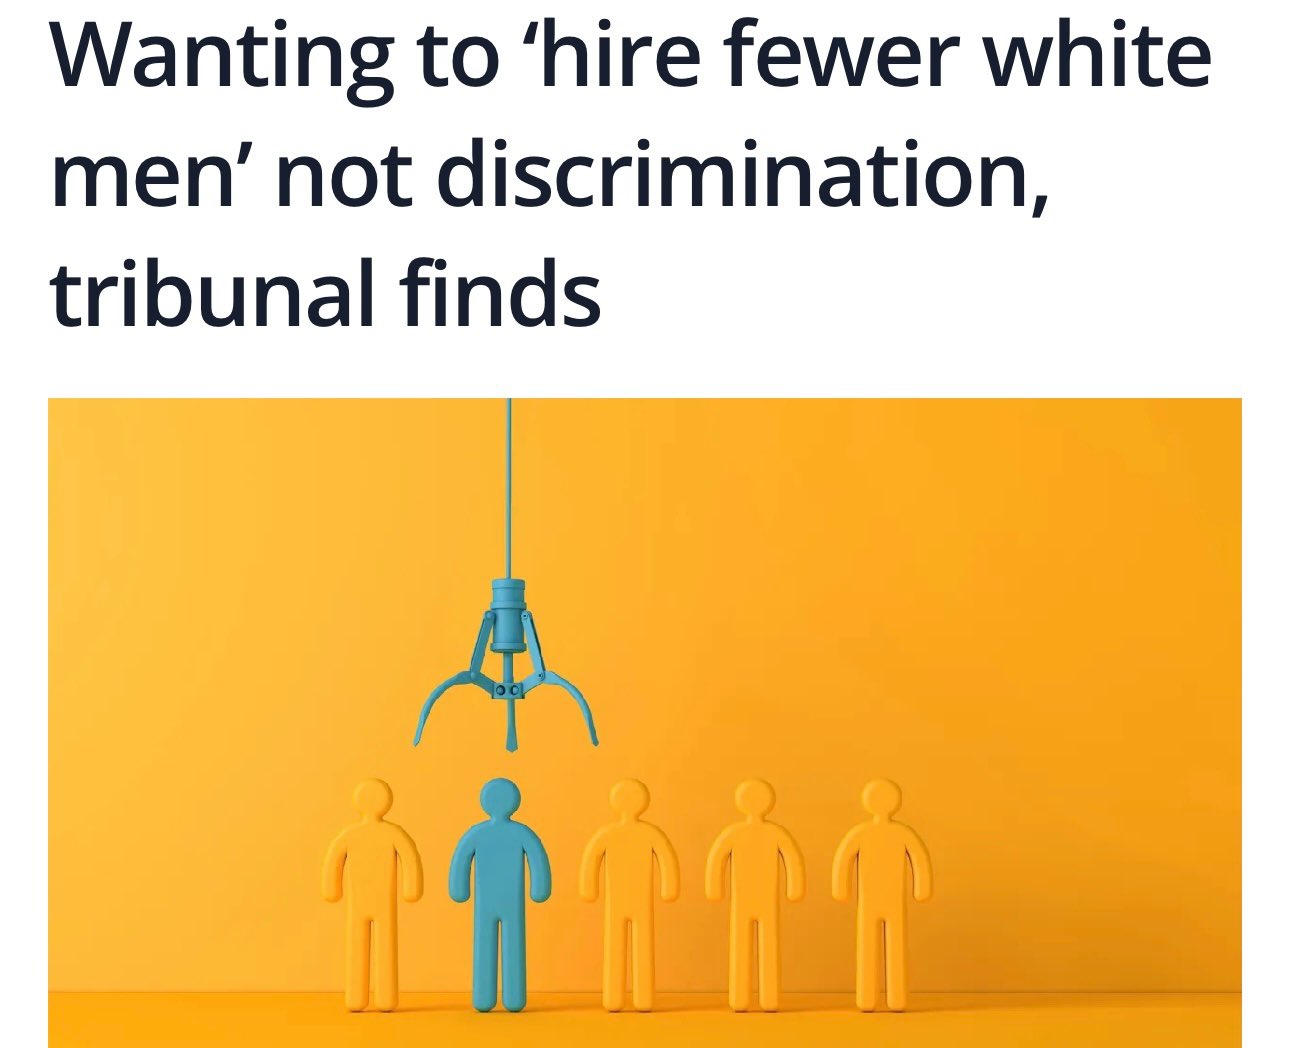 Wanting to ‘hire fewer white
men’ not discrimination,
tribunal finds